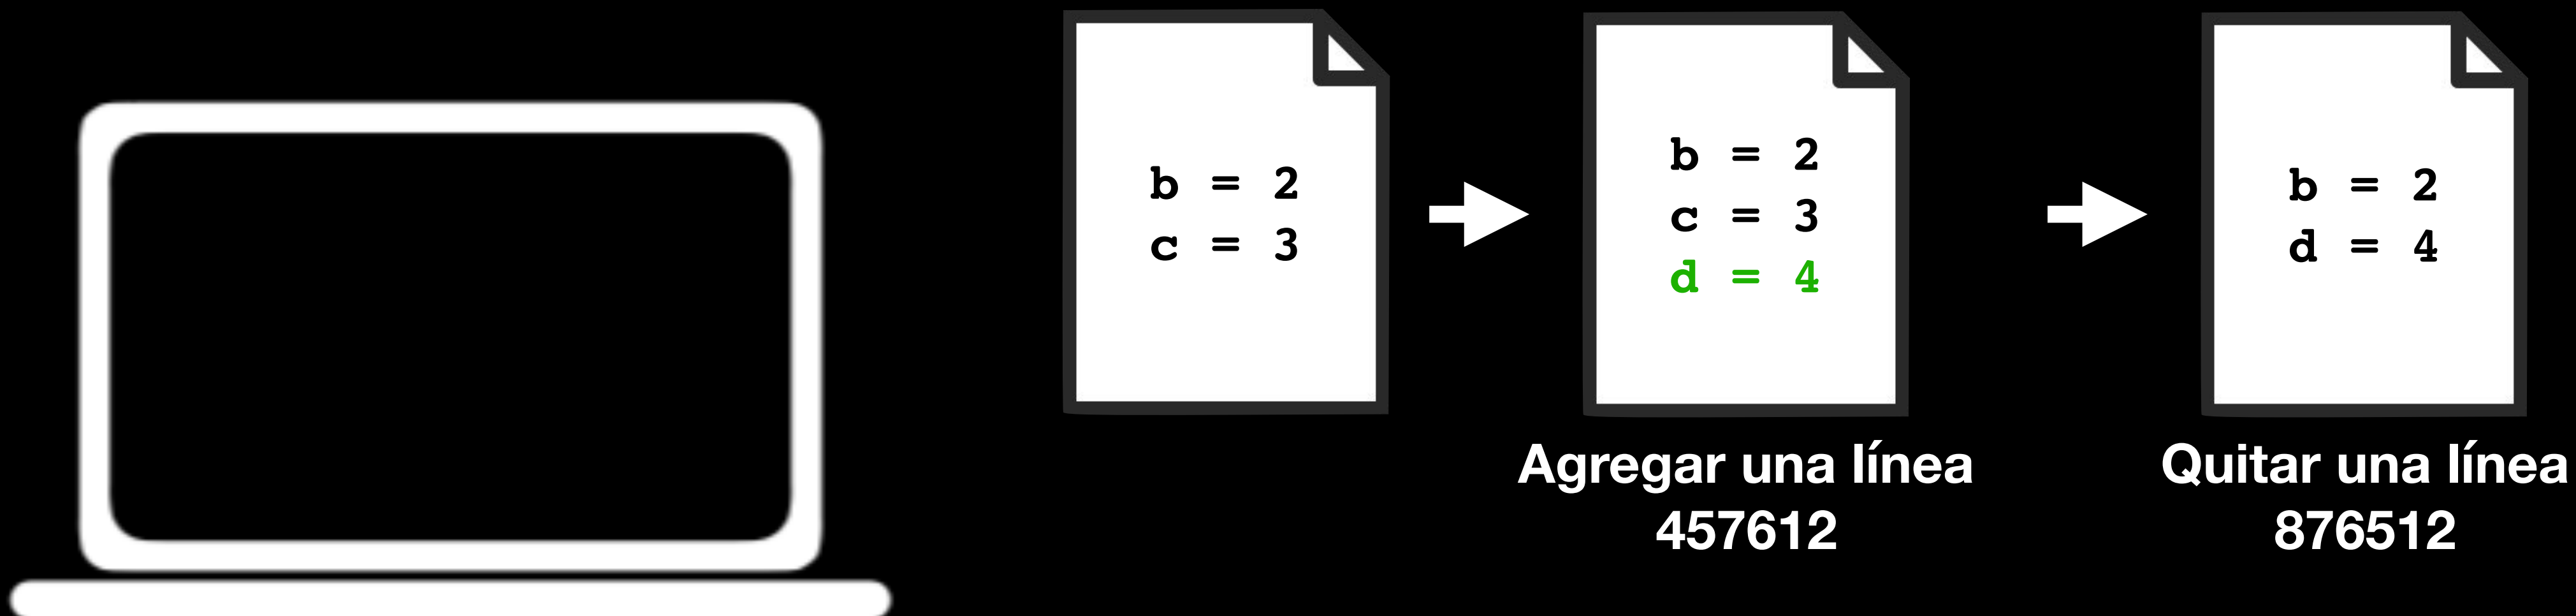 b = 2
c = 3
b = 2
c = 3
d = 4
Agregar una línea
457612
b = 2
d = 4
Quitar una línea
876512